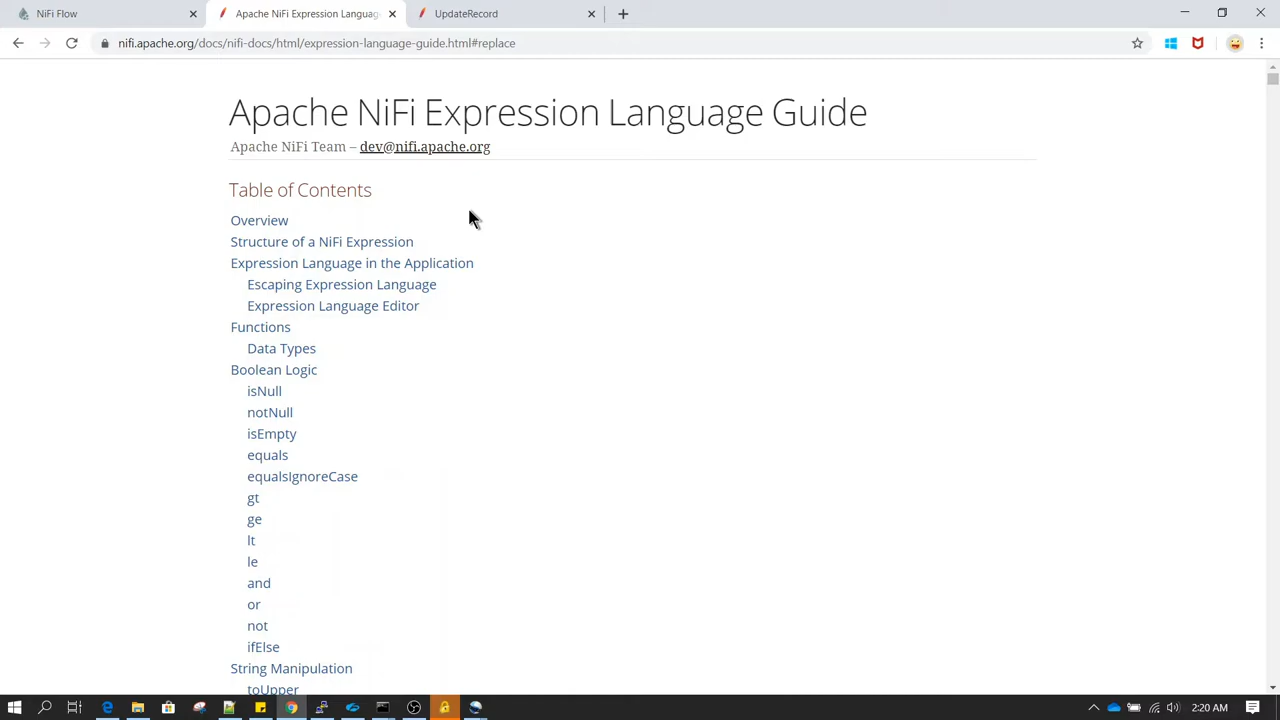 NiFi Flow
Apache NiFi Expression Languag
UpdateRecord
nifi.apache.org/docs/nifi-docs/html/expression-language-guide.html#replace
Apache NiFi Expression Language Guide
Apache NiFi Team – dev@nifi.apache.org
Table of Contents
Overview
Structure of a NiFi Expression
Expression Language in the Application
Escaping Expression Language
Expression Language Editor
Functions
Data Types
Boolean Logic
isNull
notNull
isEmpty
equals
equalsIgnoreCase
gt
ge
lt
le
and
or
not
ifElse
String Manipulation
toUpper
2:20 AM